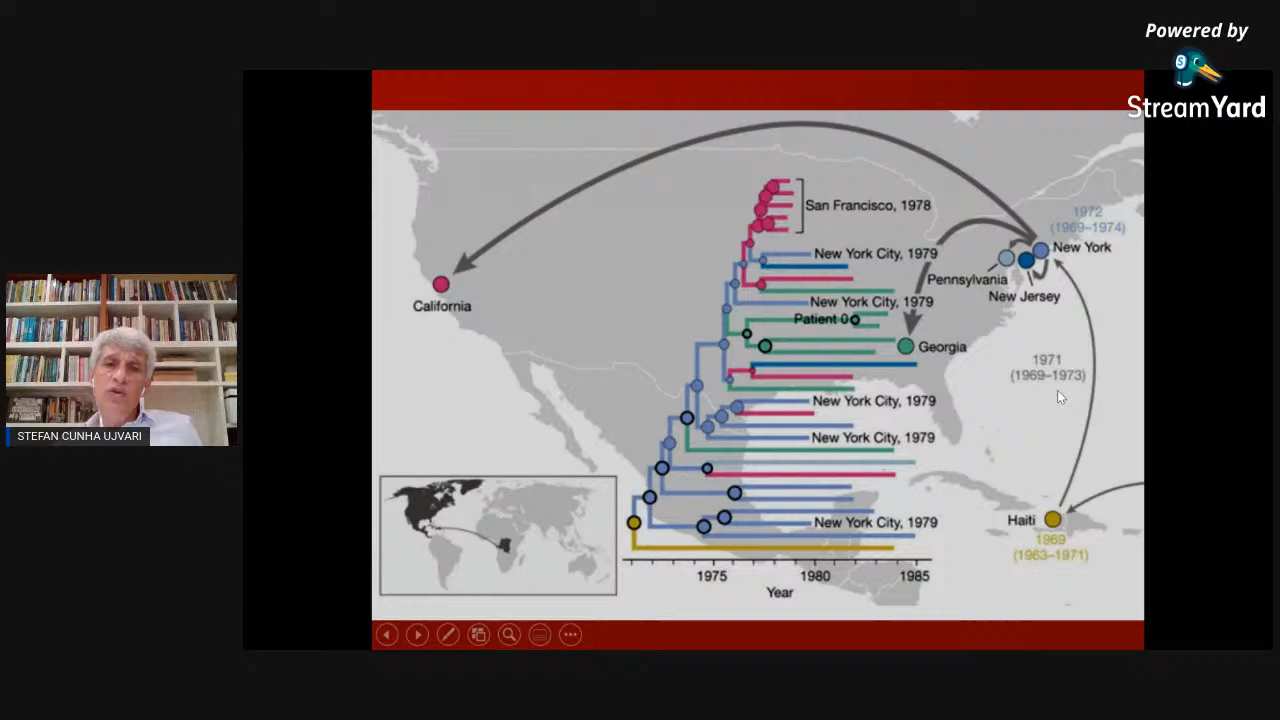 Powered by
StreamYard
San Francisco, 1978
1972
(1969–1974)
New York
New York City, 1979
Pennsylvania
New Jersey
California
New York City, 1979
Patient 0
Georgia
1971
(1969–1973)
New York City, 1979
New York City, 1979
Haiti
New York City, 1979
1969
(1963–1971)
1975
1980
1985
Year
STEFAN CUNHA UJVARI